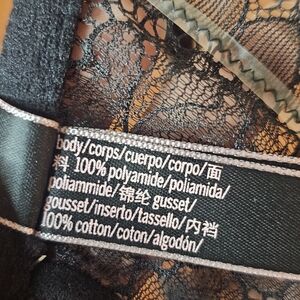 body/corps/cuerpo/corpo/面
料 100% polyamide/poliamida/
poliammide/锦纶 gusset/
gousset/inserto/tassello/内裆
100% cotton/coton/algodón/